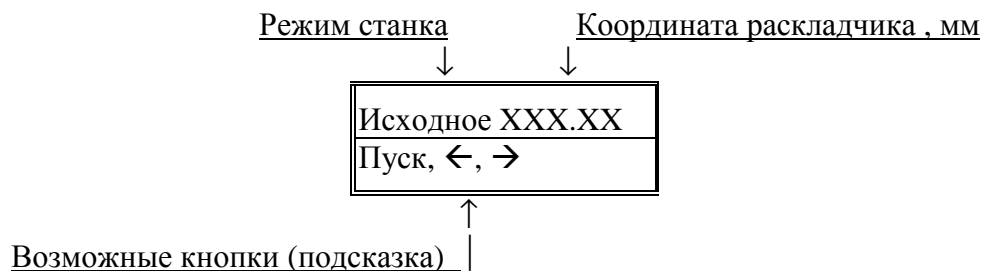 Режим станка Координата раскладчика , мм
↓ ↓
Исходное XXX.XX
Пуск, ←, →
↑
Возможные кнопки (подсказка)